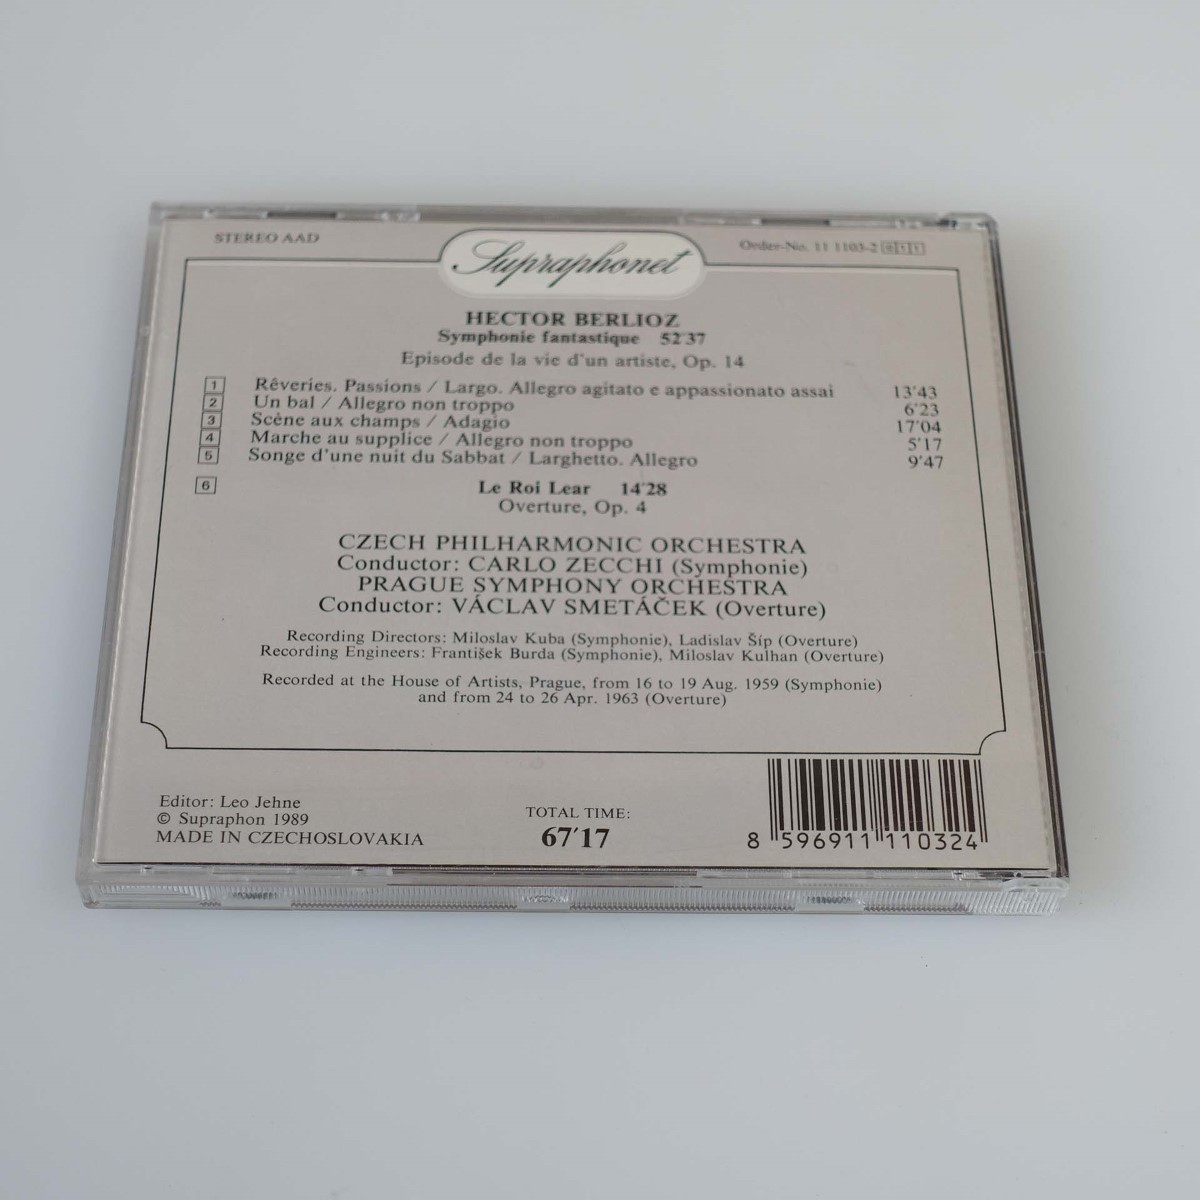 STEREO AAD
Supraphonet
Order-No. 11 1103-2 011
HECTOR BERLIOZ
Symphonie fantastique 52'37
Episode de la vie d'un artiste, Op. 14
1 Rêveries. Passions / Largo. Allegro agitato e appassionato assai 13'43
2 Un bal / Allegro non troppo 6'23
3 Scène aux champs / Adagio 17'04
4 Marche au supplice / Allegro non troppo 5'17
5 Songe d'une nuit du Sabbat / Larghetto. Allegro 9'47
6 Le Roi Lear 14'28
Overture, Op. 4
CZECH PHILHARMONIC ORCHESTRA
Conductor: CARLO ZECCHI (Symphonie)
PRAGUE SYMPHONY ORCHESTRA
Conductor: VÁCLAV SMETÁČEK (Overture)
Recording Directors: Miloslav Kuba (Symphonie), Ladislav Šíp (Overture)
Recording Engineers: František Burda (Symphonie), Miloslav Kulhan (Overture)
Recorded at the House of Artists, Prague, from 16 to 19 Aug. 1959 (Symphonie)
and from 24 to 26 Apr. 1963 (Overture)
Editor: Leo Jehne
© Supraphon 1989
MADE IN CZECHOSLOVAKIA
TOTAL TIME:
67'17
8 596911 110324